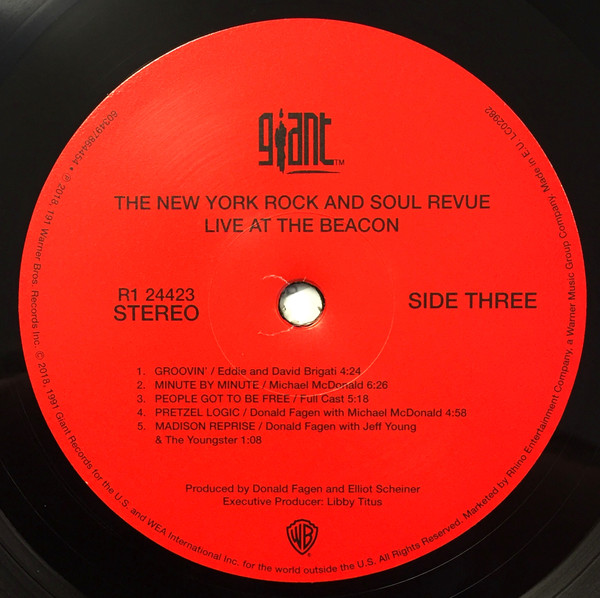 giant™
THE NEW YORK ROCK AND SOUL REVUE
LIVE AT THE BEACON
R1 24423
STEREO
SIDE THREE
1. GROOVIN' / Eddie and David Brigati 4:24
2. MINUTE BY MINUTE / Michael McDonald 6:26
3. PEOPLE GOT TO BE FREE / Full Cast 5:18
4. PRETZEL LOGIC / Donald Fagen with Michael McDonald 4:58
5. MADISON REPRISE / Donald Fagen with Jeff Young
& The Youngster 1:08
Produced by Donald Fagen and Elliot Scheiner
Executive Producer: Libby Titus
WB
℗ 2018, 191 Warner Bros. Records Inc. © 2018, 1991 Giant Records for the U.S. and WEA International Inc. for the world outside the U.S. All Rights Reserved. Marketed by Rhino Entertainment Company, a Warner Music Group Company. Made in E.U. LC02982